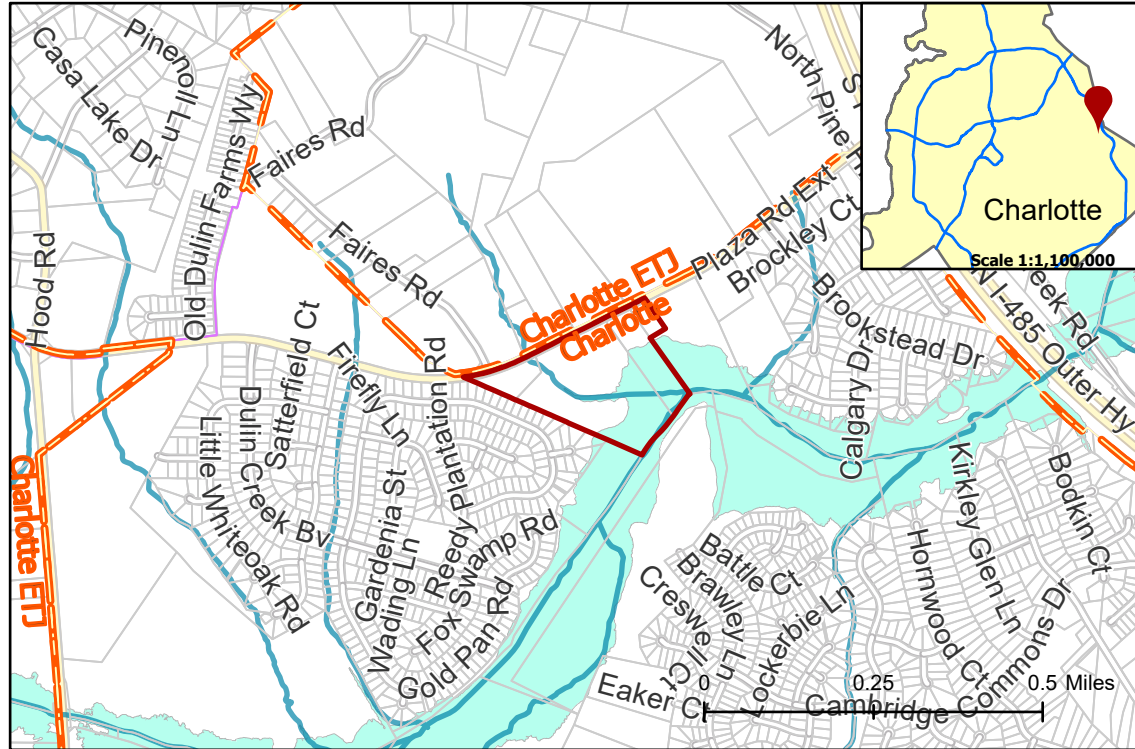 Pinenoll Ln
Casa Lake Dr
Old Dulin Farms Wy
Faires Rd
Faires Rd
Hood Rd
North Pine
Plaza Rd Ext
Brockley Ct
Charlotte
Scale 1:1,100,000
Charlotte ETJ
Charlotte
N I-485 Outer Hy
eek Rd
Brookstead Dr
Calgary Dr
Satterfield Ct
Firefly Ln
Reedy Plantation Rd
Dulin Creek Bv
Little Whiteoak Rd
Gardenia St
Wading Ln
Fox Swamp Rd
Gold Pan Rd
Charlotte ETJ
Kirkley Glen Ln
Bodkin Ct
Hornwood Ct
Battle Ct
Brawley Ln
Creswell Ct
Lockerbie Ln
Eaker Ct
Cambridge Commons Dr
0 0.25 0.5 Miles